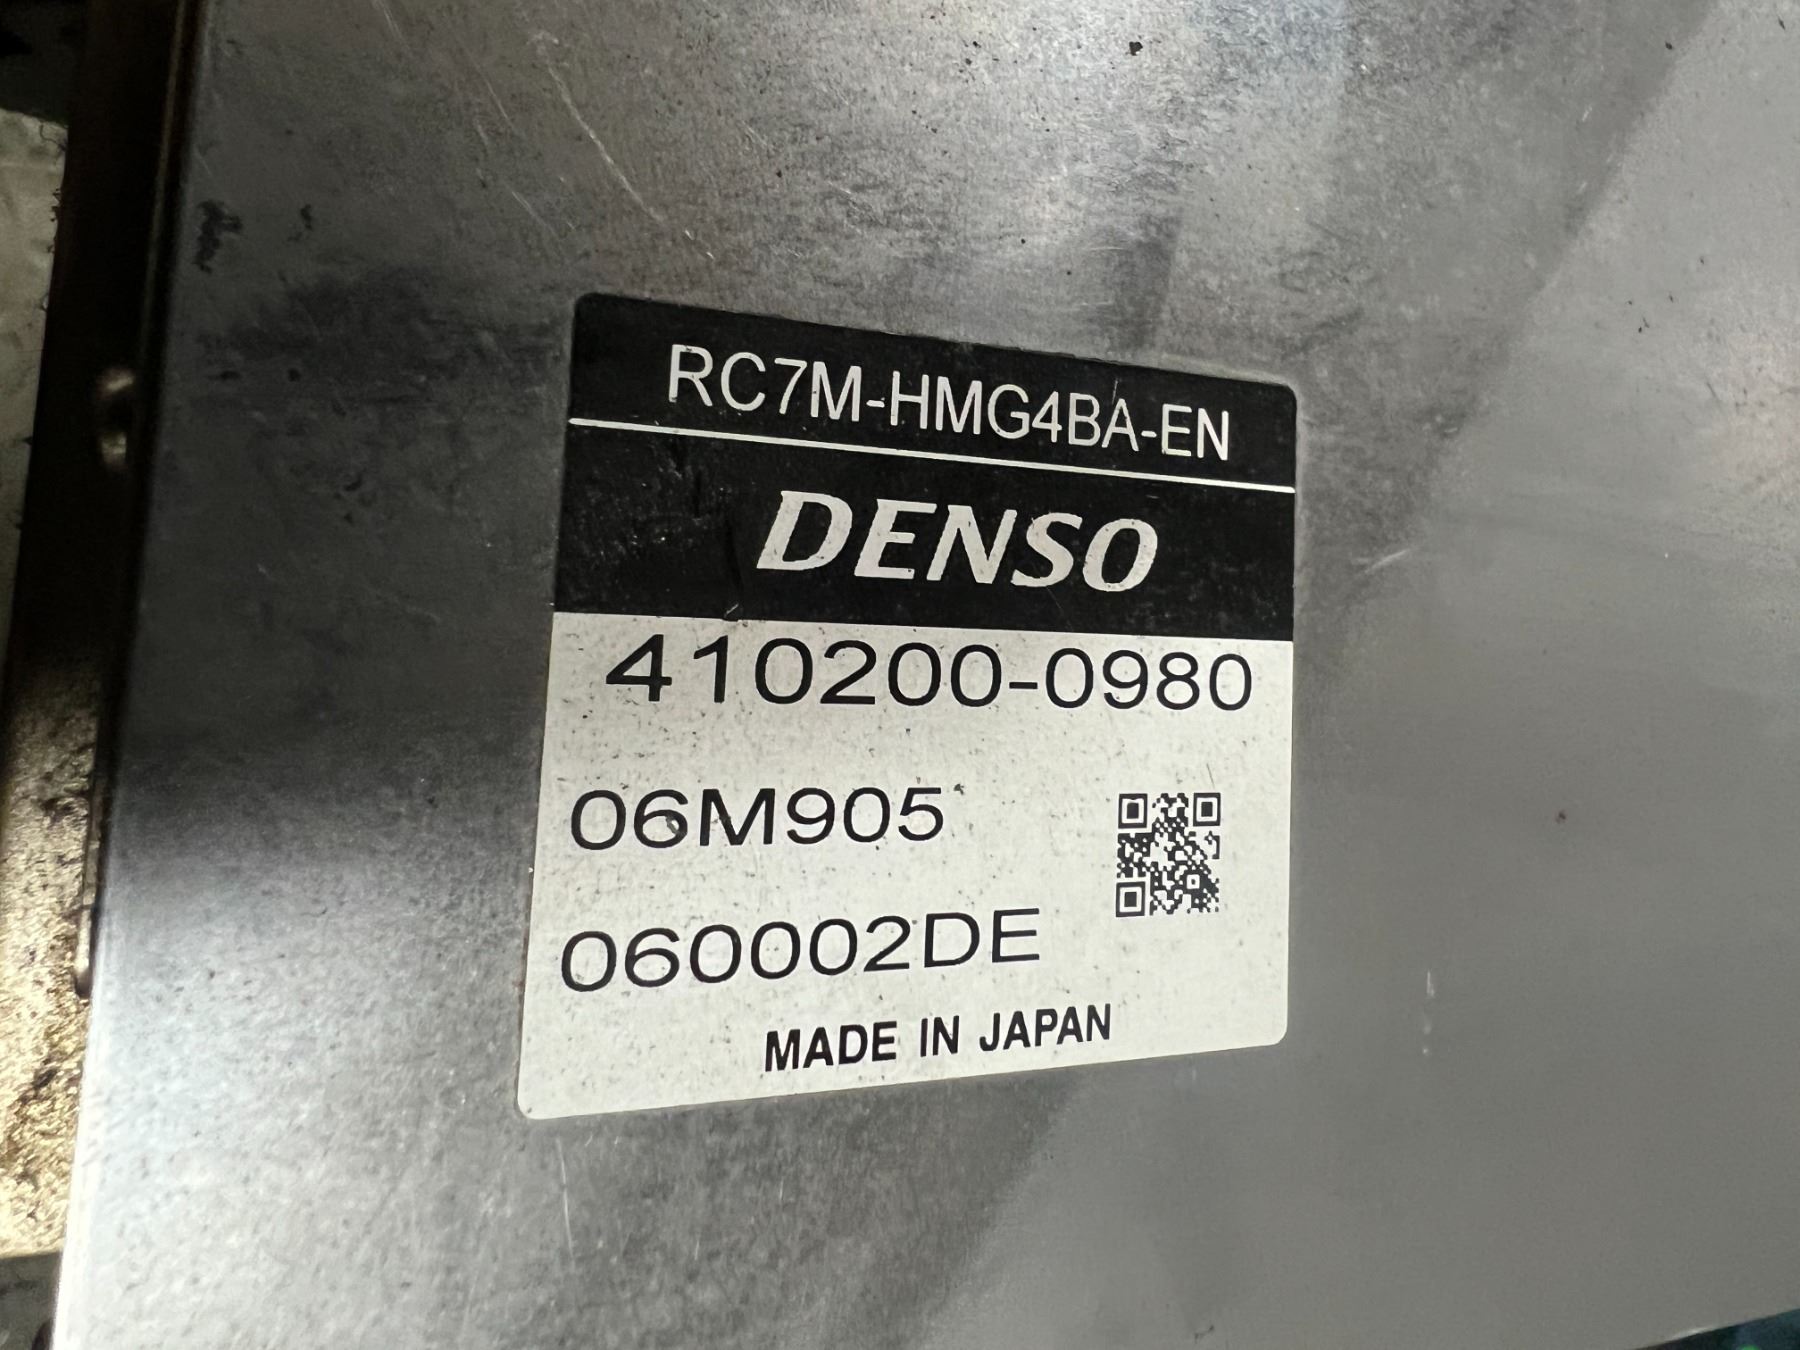 RC7M-HMG4BA-EN
DENSO
410200-0980
06M905
060002DE
MADE IN JAPAN